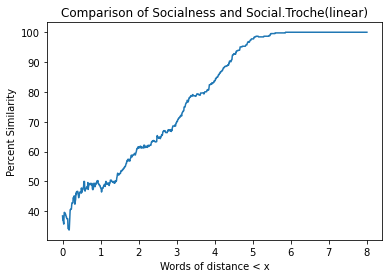 Comparison of Socialness and Social.Troche(linear)
100
90
80
70
60
50
40
Percent Similarity
0 1 2 3 4 5 6 7 8
Words of distance < x